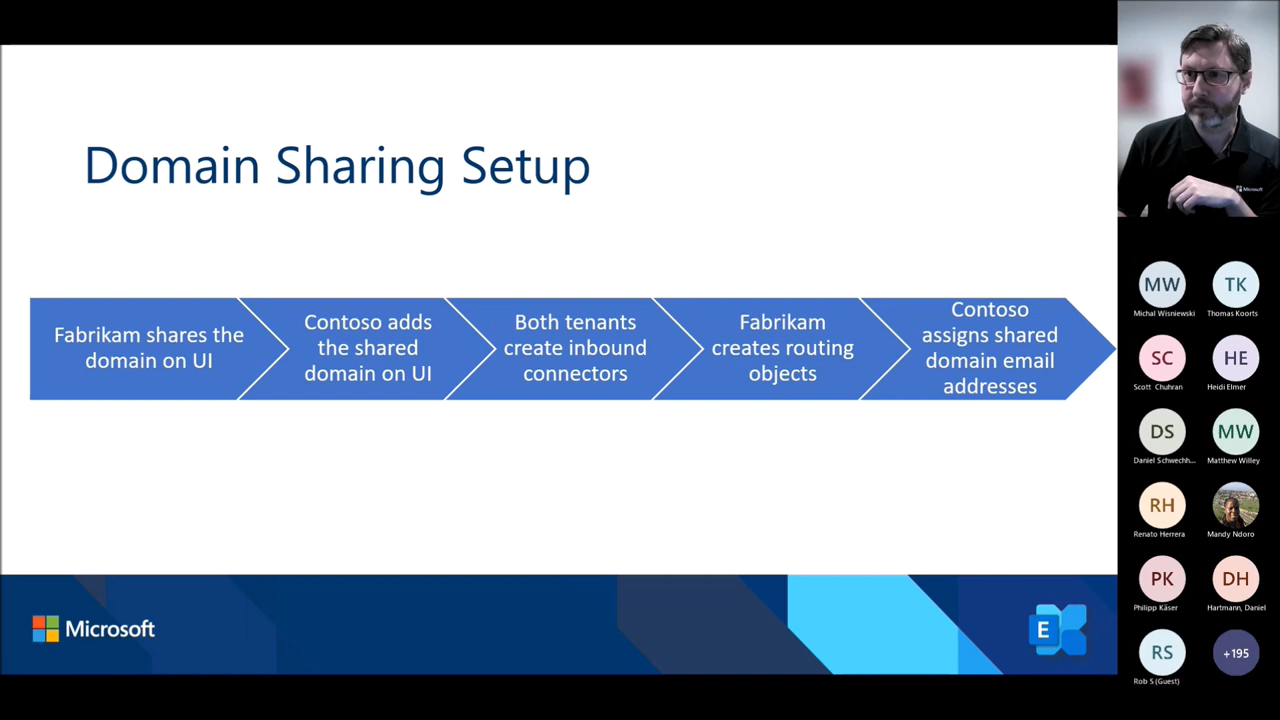 Domain Sharing Setup
Fabrikam shares the
domain on UI
Contoso adds
the shared
domain on UI
Both tenants
create inbound
connectors
Fabrikam
creates routing
objects
Contoso
assigns shared
domain email
addresses
Microsoft
E
Microsoft
MW
Michal Wisniewski
TK
Thomas Koorts
SC
Scott Chuhran
HE
Heidi Elmer
DS
Daniel Schwechh...
MW
Matthew Willey
RH
Renato Herrera
Mandy Ndoro
PK
Philipp Käser
DH
Hartmann, Daniel
RS
Rob S (Guest)
+195